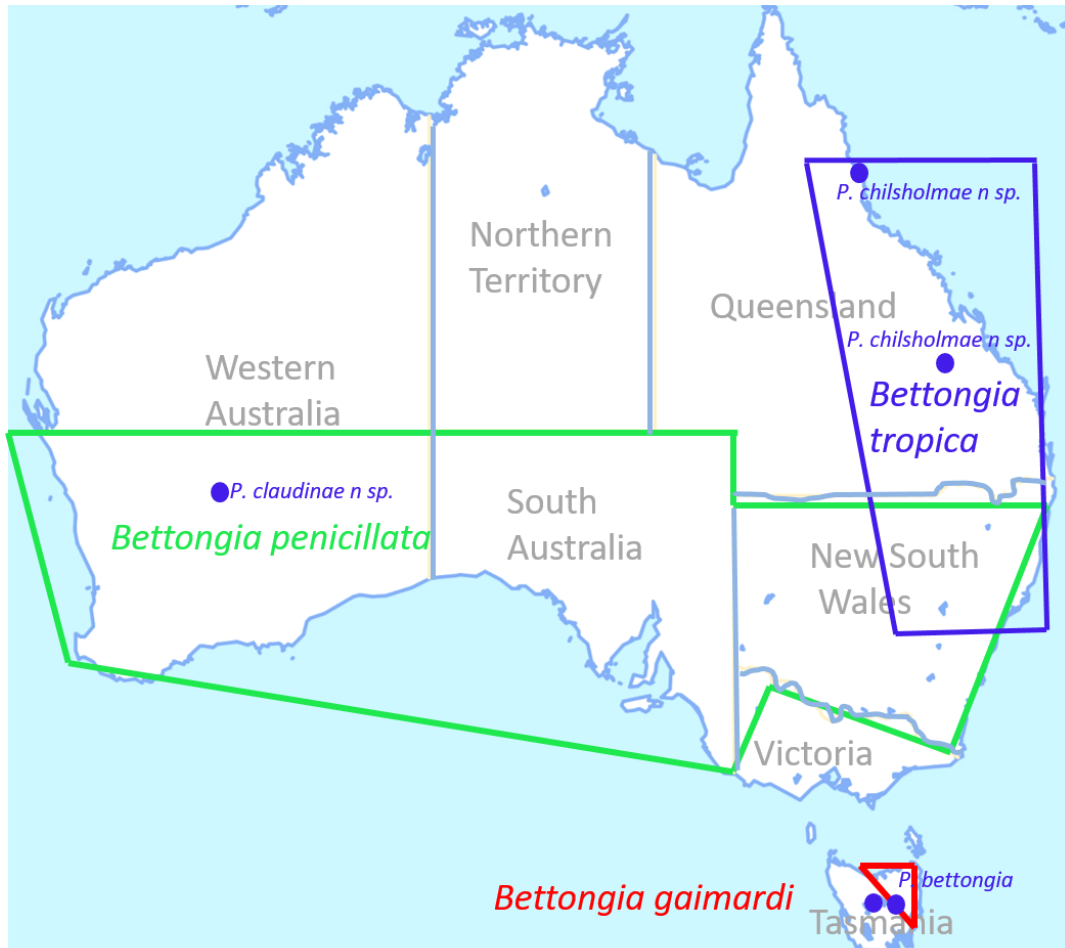 P. chilsholmae n sp.
Northern
Territory
Queensland
P. chilsholmae n sp.
Western
Australia
Bettongia
tropica
P. claudinae n sp.
South
Australia
Bettongia penicillata
New South
Wales
Victoria
P. bettongia
Bettongia gaimardi
Tasmania